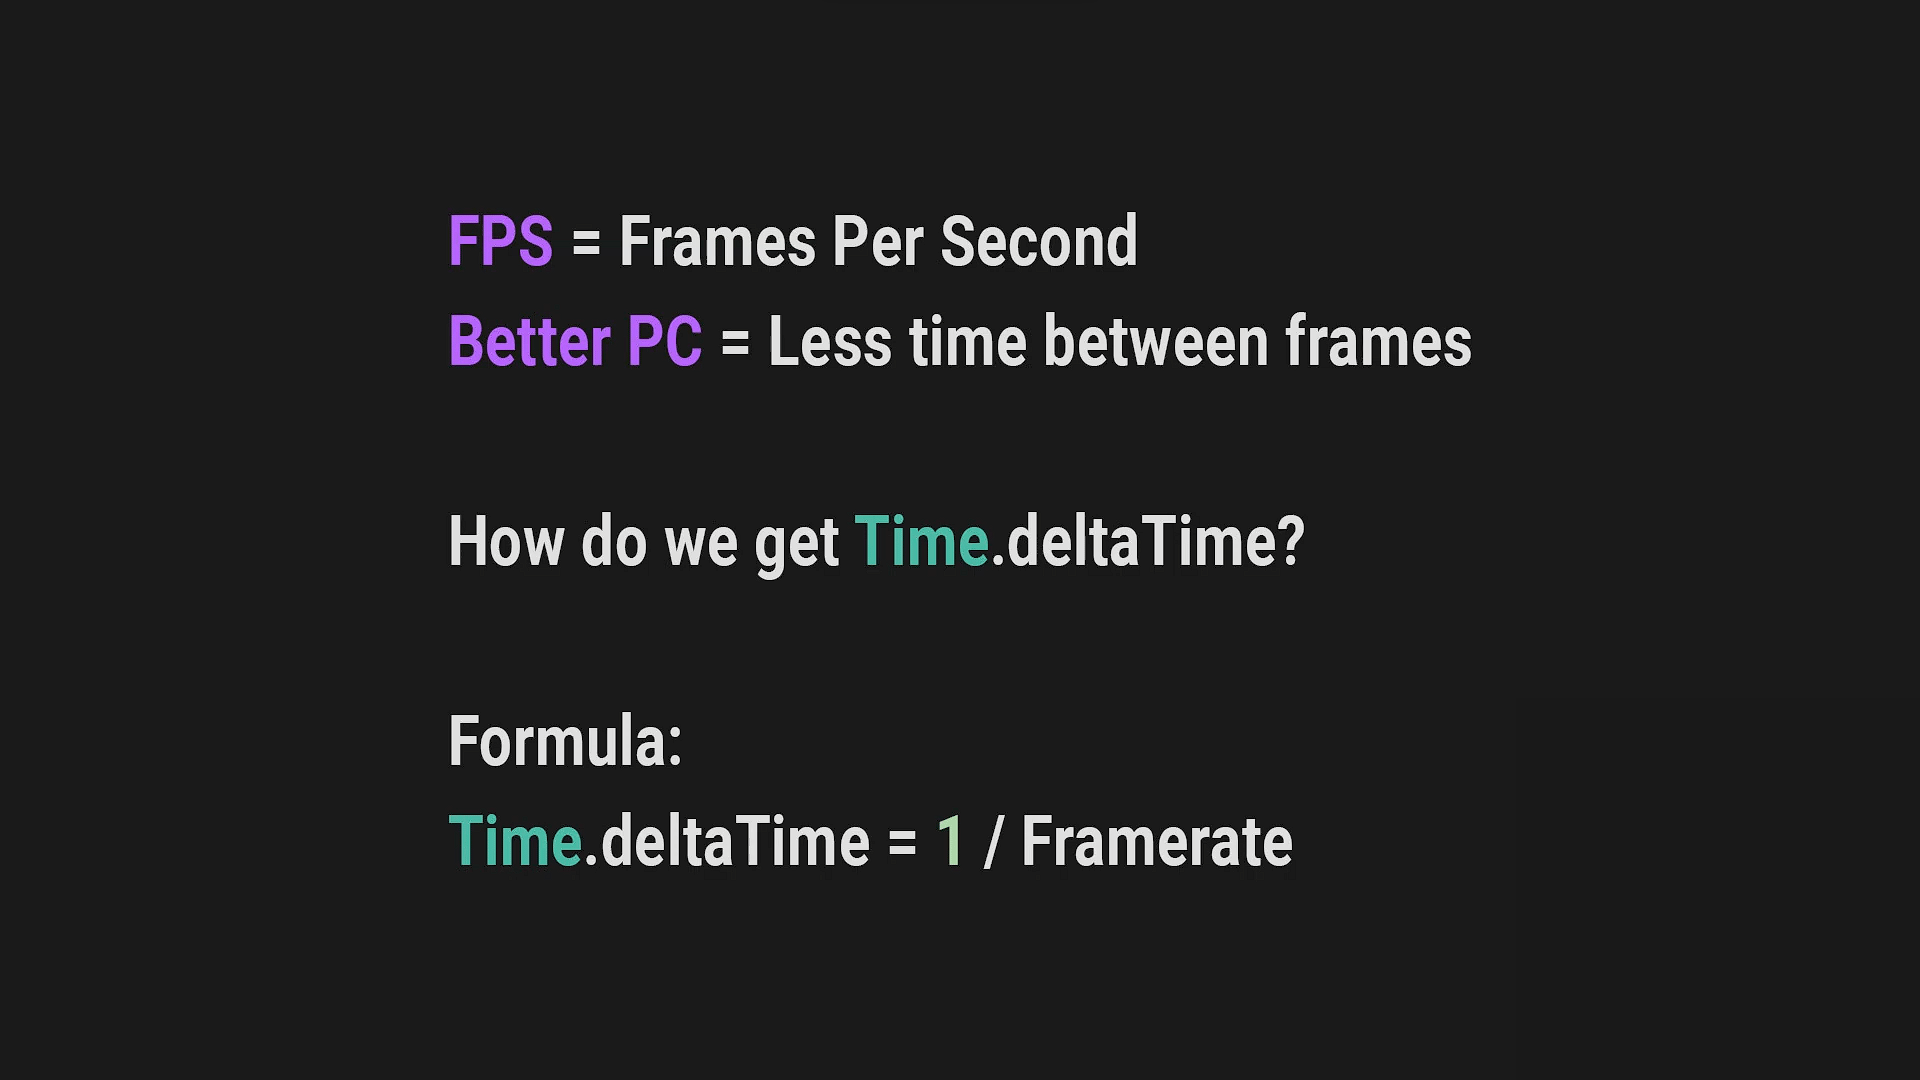 FPS = Frames Per Second
Better PC = Less time between frames
How do we get Time.deltaTime?
Formula:
Time.deltaTime = 1 / Framerate